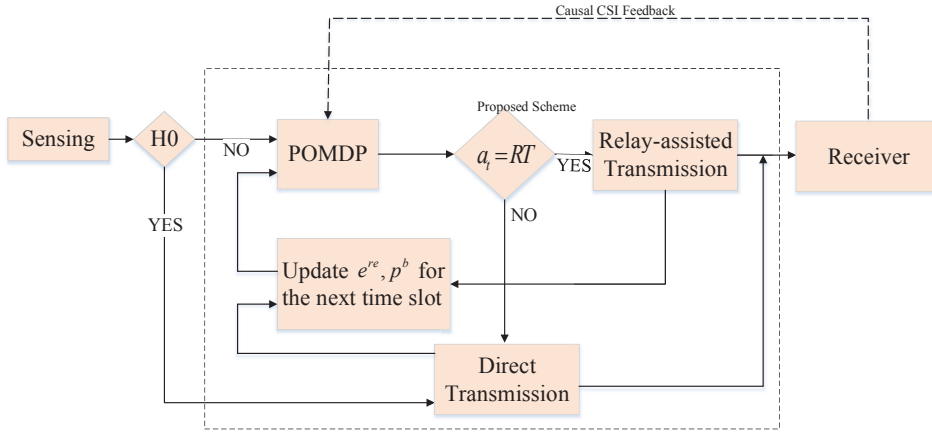 Causal CSI Feedback
Proposed Scheme
Sensing
H0
NO
POMDP
a_t = RT
YES
Relay-assisted
Transmission
Receiver
YES
NO
Update e^{re}, p^b for
the next time slot
Direct
Transmission